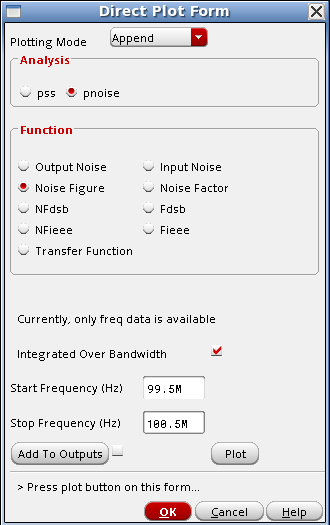 Direct Plot Form
Plotting Mode Append
Analysis
pss pnoise
Function
Output Noise Input Noise
Noise Figure Noise Factor
NFdsb Fdsb
NFieee Fieee
Transfer Function
Currently, only freq data is available
Integrated Over Bandwidth
Start Frequency (Hz) 99.5M
Stop Frequency (Hz) 100.5M
Add To Outputs Plot
> Press plot button on this form...
OK Cancel Help